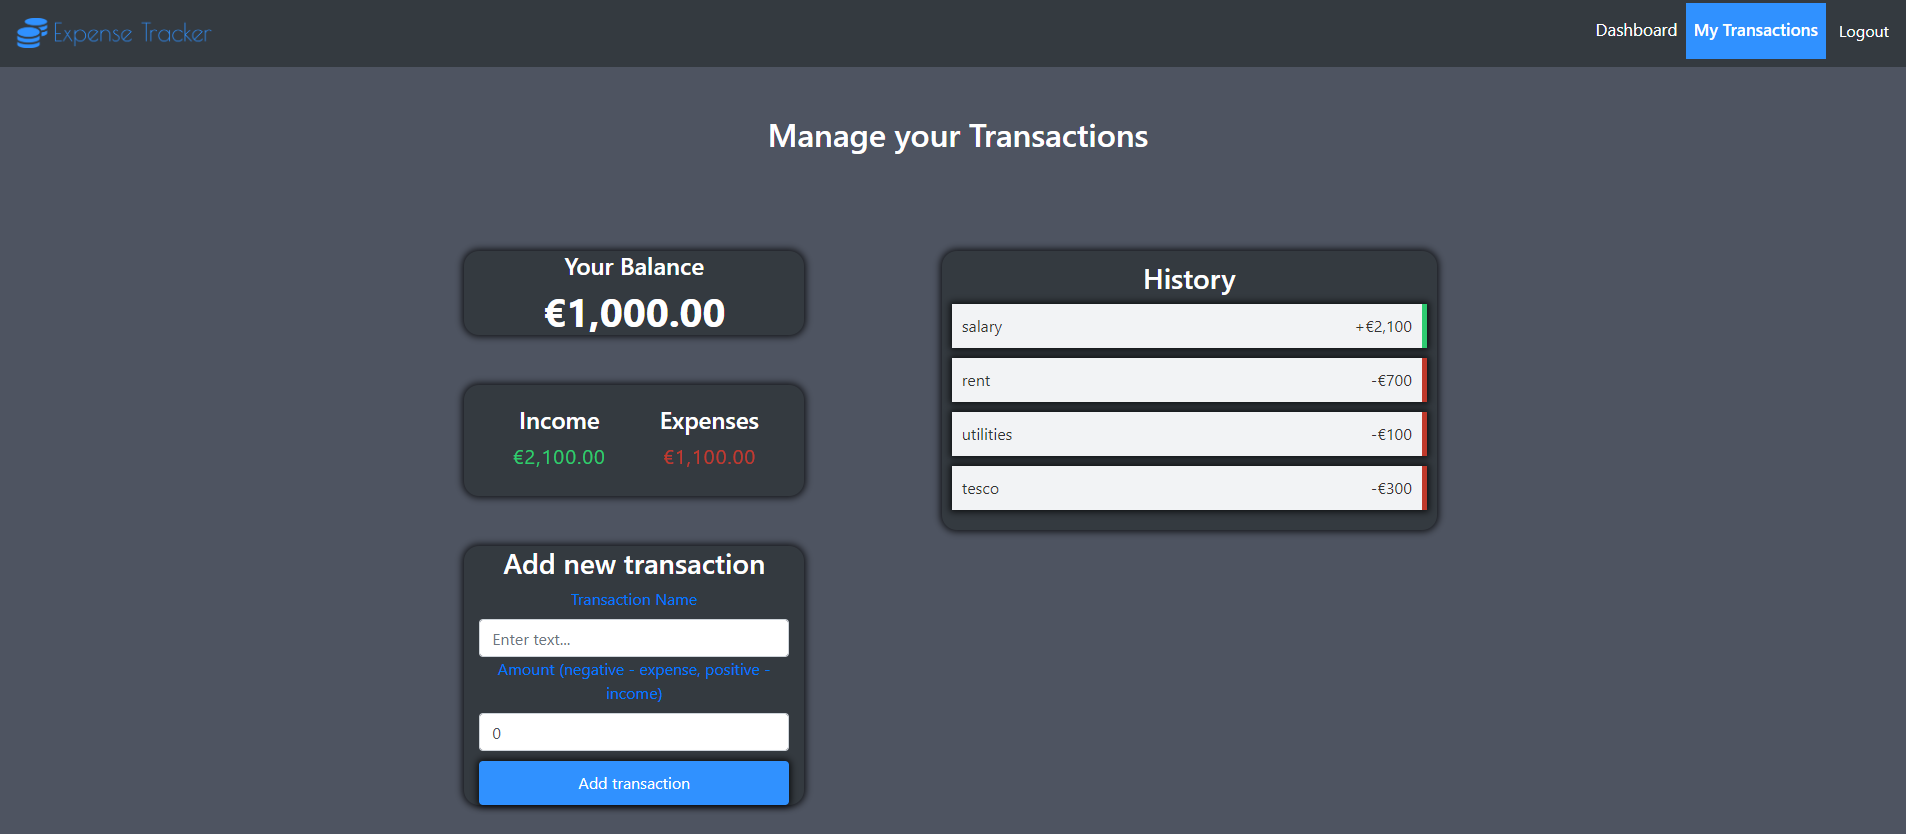 Expense Tracker
Dashboard
My Transactions
Logout
Manage your Transactions
Your Balance
€1,000.00
Income
Expenses
€2,100.00
€1,100.00
Add new transaction
Transaction Name
Enter text...
Amount (negative - expense, positive -
income)
0
Add transaction
History
salary +€2,100
rent -€700
utilities -€100
tesco -€300